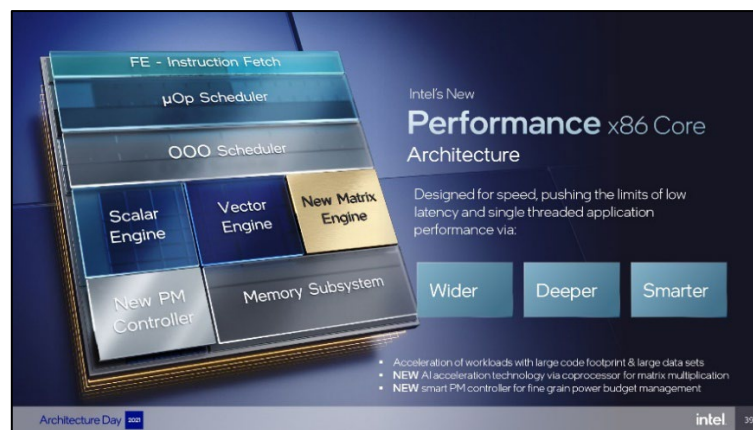 FE - Instruction Fetch
µOp Scheduler
OOO Scheduler
Scalar
Engine
Vector
Engine
New Matrix
Engine
New PM
Controller
Memory Subsystem
Intel's New
Performance x86 Core
Architecture
Designed for speed, pushing the limits of low
latency and single threaded application
performance via:
Wider
Deeper
Smarter
▪ Acceleration of workloads with large code footprint & large data sets
▪ NEW AI acceleration technology via coprocessor for matrix multiplication
▪ NEW smart PM controller for fine grain power budget management
Architecture Day 2021
intel. 39